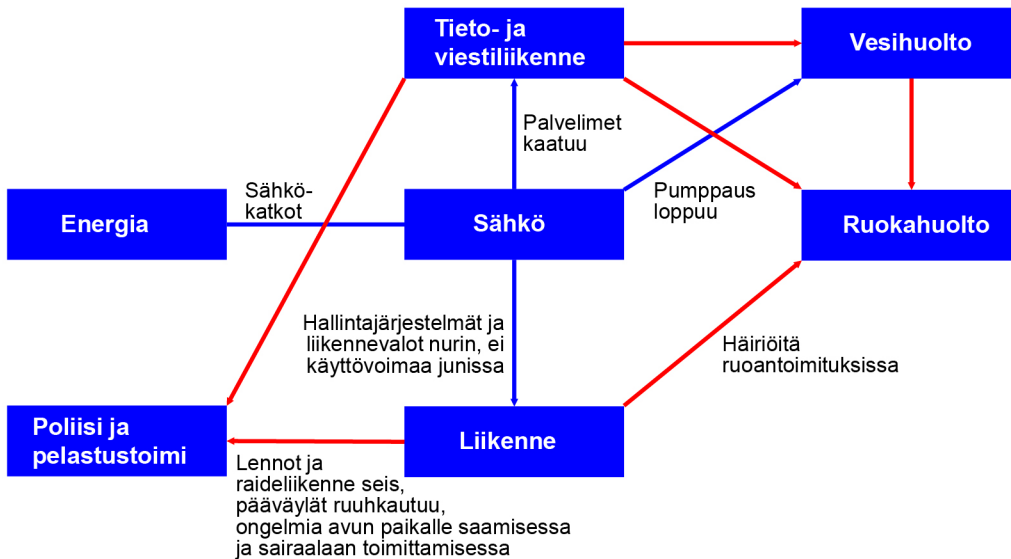 Tieto- ja
viestiliikenne
Vesihuolto
Palvelimet
kaatuu
Energia
Sähkö-
katkot
Sähkö
Pumppaus
loppuu
Ruokahuolto
Hallintajärjestelmät ja
liikennevalot nurin, ei
käyttövoimaa junissa
Häiriöitä
ruoantoimituksissa
Poliisi ja
pelastustoimi
Liikenne
Lennot ja
raideliikenne seis,
pääväylät ruuhkautuu,
ongelmia avun paikalle saamisessa
ja sairaalaan toimittamisessa